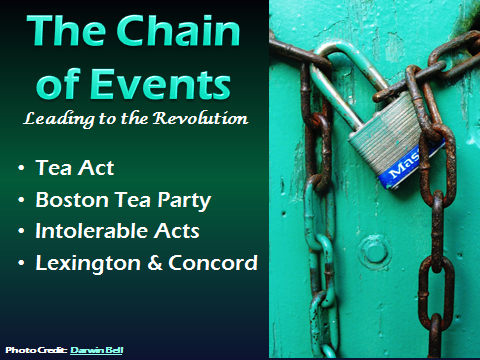 The Chain
of Events
Leading to the Revolution
• Tea Act
• Boston Tea Party
• Intolerable Acts
• Lexington & Concord
Mas
Photo Credit: Darwin Bell